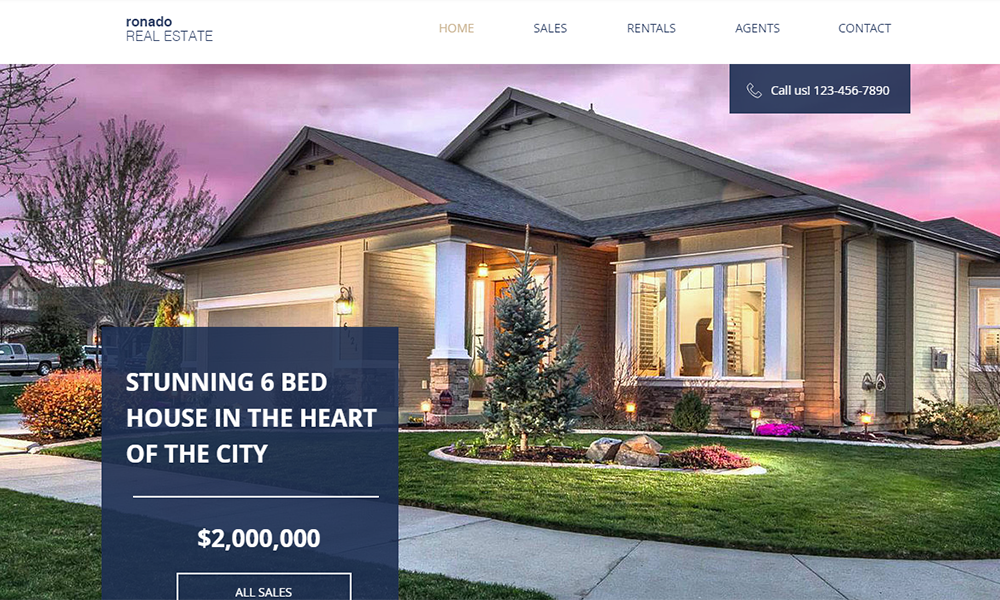 ronado
REAL ESTATE
HOME
SALES
RENTALS
AGENTS
CONTACT
Call us! 123-456-7890
STUNNING 6 BED
HOUSE IN THE HEART
OF THE CITY
$2,000,000
ALL SALES